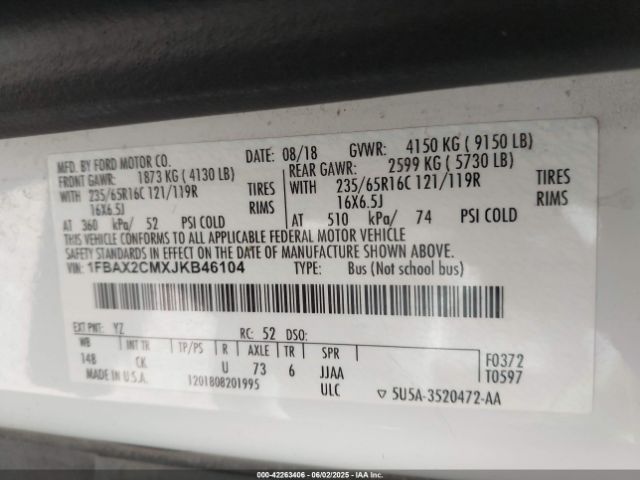 MFD. BY FORD MOTOR CO.
DATE: 08/18 GVWR: 4150 KG ( 9150 LB)
FRONT GAWR: 1873 KG ( 4130 LB) REAR GAWR: 2599 KG ( 5730 LB)
WITH 235/65R16C 121/119R TIRES WITH 235/65R16C 121/119R TIRES
16X6.5J RIMS 16X6.5J RIMS
AT 360 kPa/ 52 PSI COLD AT 510 kPa/ 74 PSI COLD
THIS VEHICLE CONFORMS TO ALL APPLICABLE FEDERAL MOTOR VEHICLE
SAFETY STANDARDS IN EFFECT ON THE DATE OF MANUFACTURE SHOWN ABOVE.
VIN: 1FBAX2CMXJKB46104 TYPE: Bus (Not school bus)
EXT PNT: YZ RC: 52 DSO:
WB INT TR TP/PS R AXLE TR SPR F0372
148 CK U 73 6 JJAA T0597
MADE IN U.S.A. 1201808201995 ULC ▽ 5U5A-3520472-AA
000-42263406 - 06/02/2025 - IAA Inc.